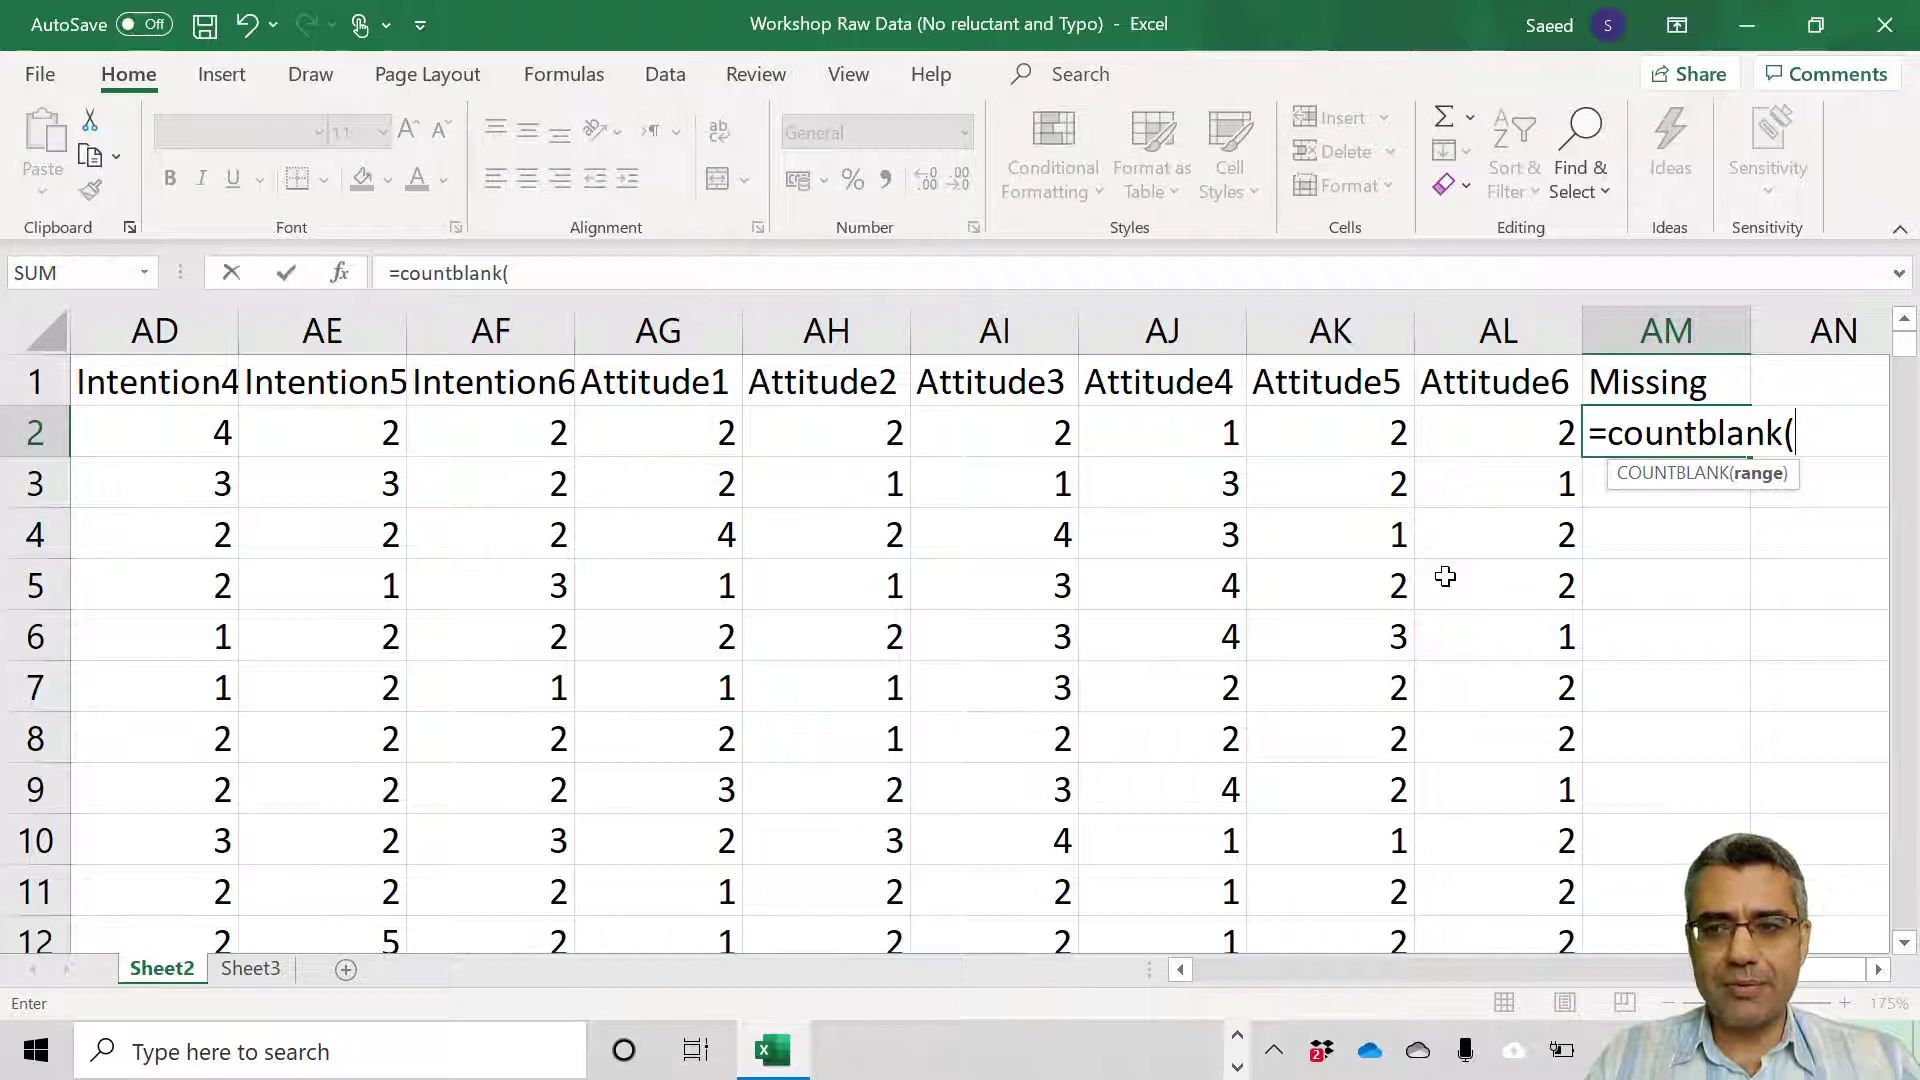 AutoSave Off Workshop Raw Data (No reluctant and Typo) - Excel Saeed S
File Home Insert Draw Page Layout Formulas Data Review View Help Search Share Comments
Paste
11
General
Conditional Formatting
Format as Table
Cell Styles
Insert
Delete
Format
Sort & Filter
Find & Select
Ideas
Sensitivity
Clipboard Font Alignment Number Styles Cells Editing Ideas Sensitivity
SUM fx =countblank(
AD AE AF AG AH AI AJ AK AL AM AN
1 Intention4 Intention5 Intention6 Attitude1 Attitude2 Attitude3 Attitude4 Attitude5 Attitude6 Missing
2 4 2 2 2 2 2 1 2 2 =countblank(
COUNTBLANK(range)
3 3 3 2 2 1 1 3 2 1
4 2 2 2 4 2 4 3 1 2
5 2 1 3 1 1 3 4 2 2
6 1 2 2 2 2 3 4 3 1
7 1 2 1 1 1 3 2 2 2
8 2 2 2 2 1 2 2 2 2
9 2 2 2 3 2 3 4 2 1
10 3 2 3 2 3 4 1 1 2
11 2 2 2 1 2 2 1 2 2
12 2 5 2 1 2 2 1 2 2
Sheet2 Sheet3
Enter 175%
Type here to search 2